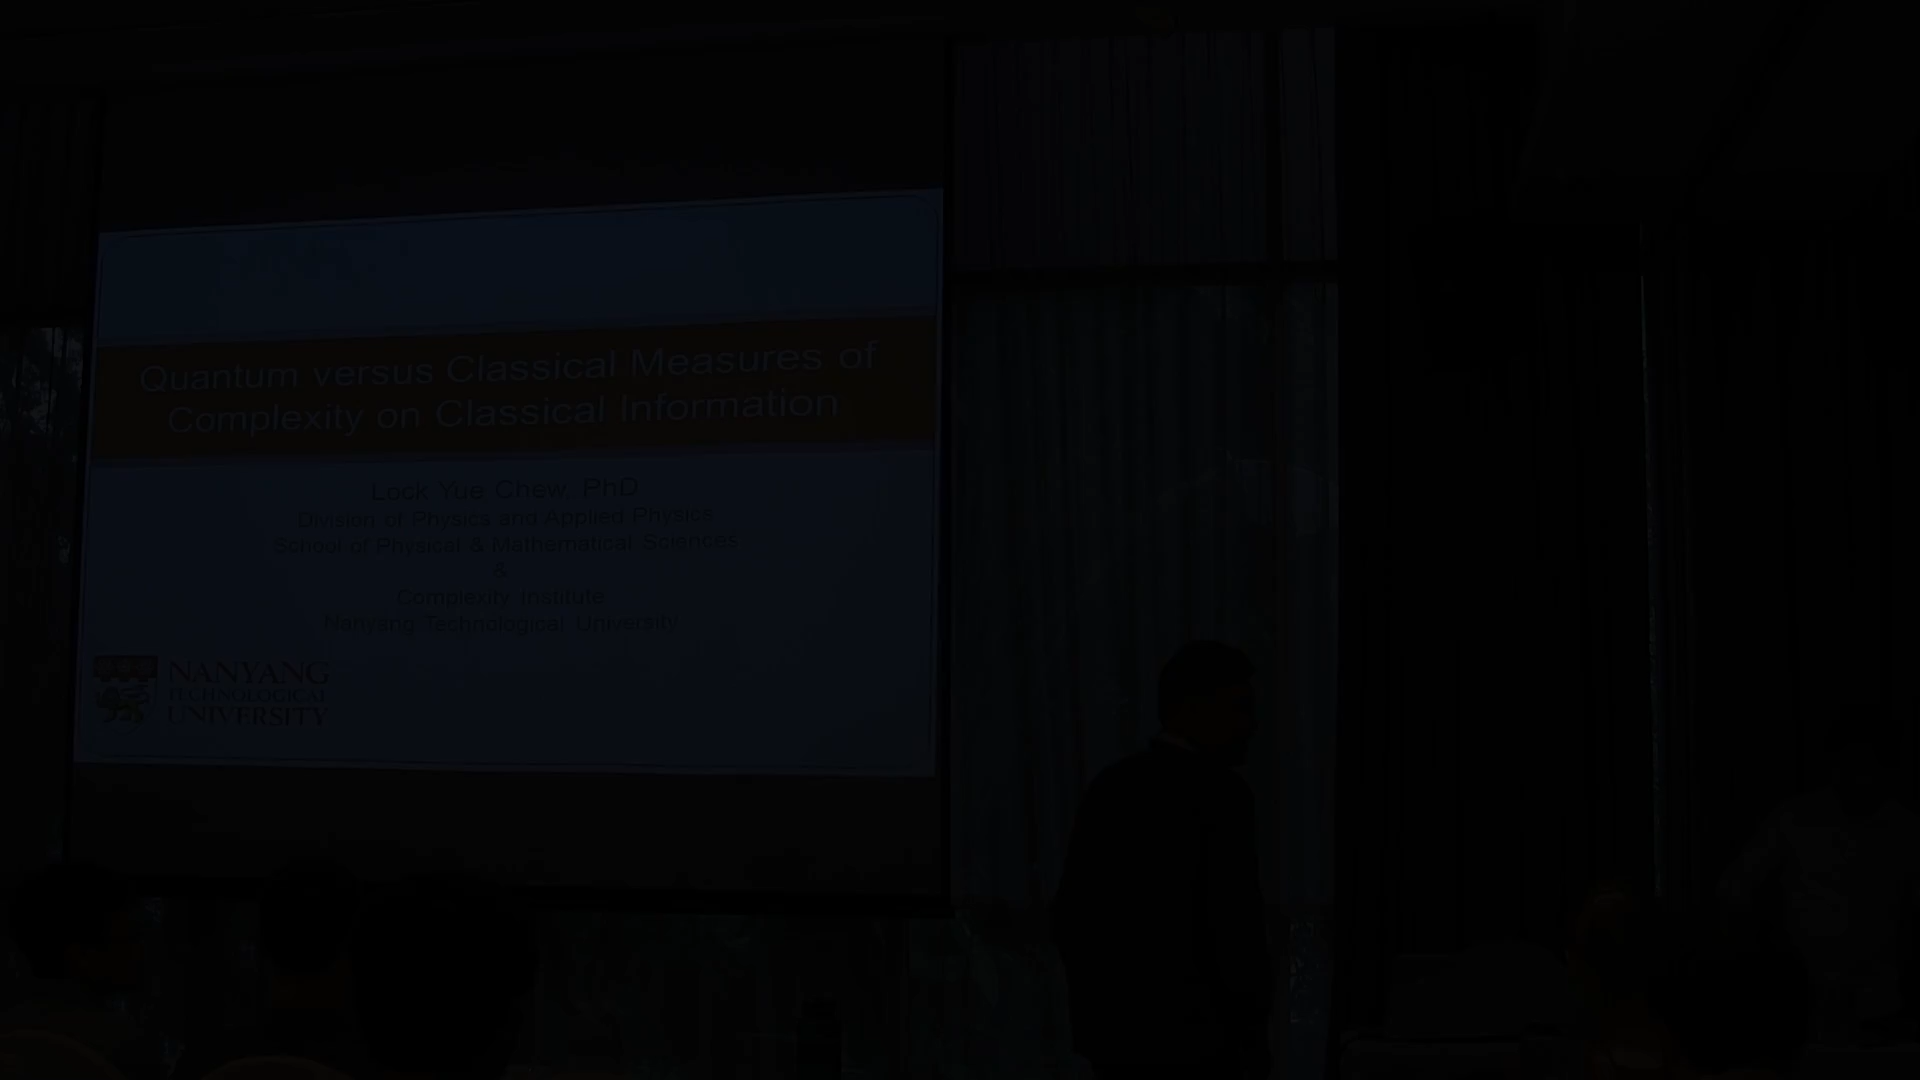 Quantum versus Classical Measures of
Complexity on Classical Information
Lock Yue Chew, PhD
Division of Physics and Applied Physics
School of Physical & Mathematical Sciences
&
Complexity Institute
Nanyang Technological University
NANYANG
TECHNOLOGICAL
UNIVERSITY